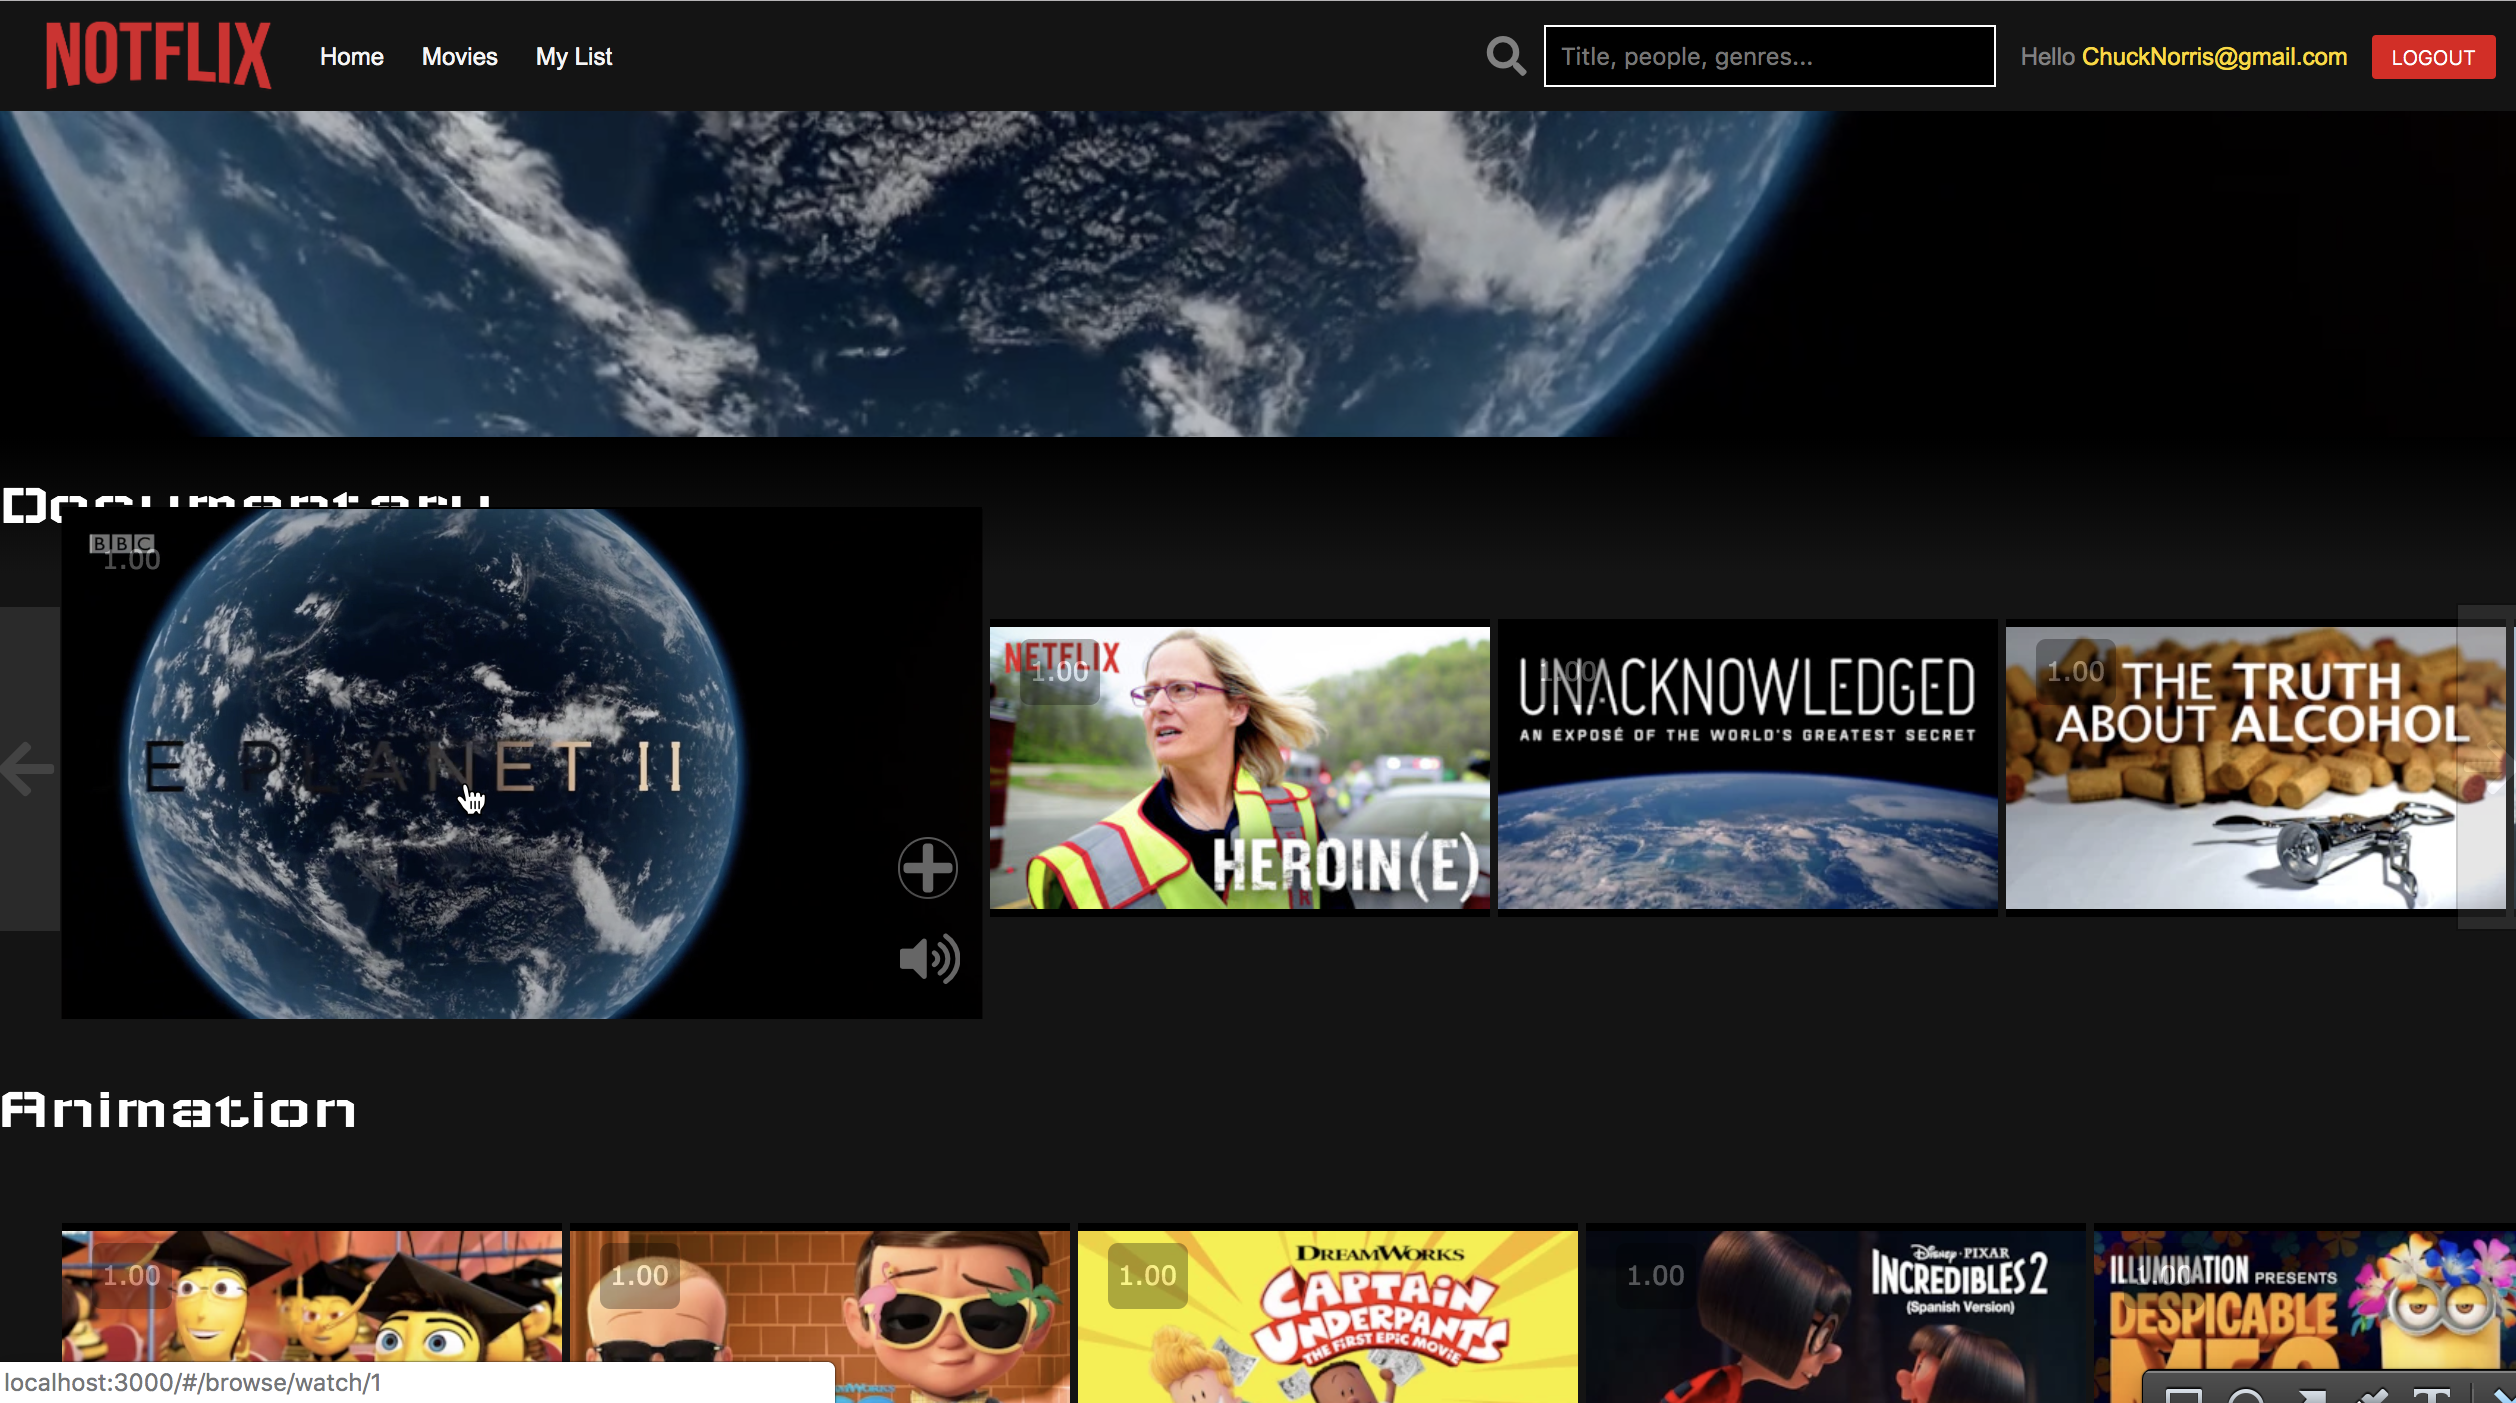 NOTFLIX
Home Movies My List
Title, people, genres...
Hello ChuckNorris@gmail.com
LOGOUT
Documentary
BBC
1.00
E PLANET II
NETFLIX
1.00
HEROIN(E)
1.00
UNACKNOWLEDGED
AN EXPOSÉ OF THE WORLD'S GREATEST SECRET
1.00
THE TRUTH
ABOUT ALCOHOL
Animation
1.00
1.00
1.00
DREAMWORKS
CAPTAIN
UNDERPANTS
THE FIRST EPIC MOVIE
1.00
Disney·PIXAR
INCREDIBLES 2
(Spanish Version)
1.00
ILLUMINATION PRESENTS
DESPICABLE
ME
localhost:3000/#/browse/watch/1